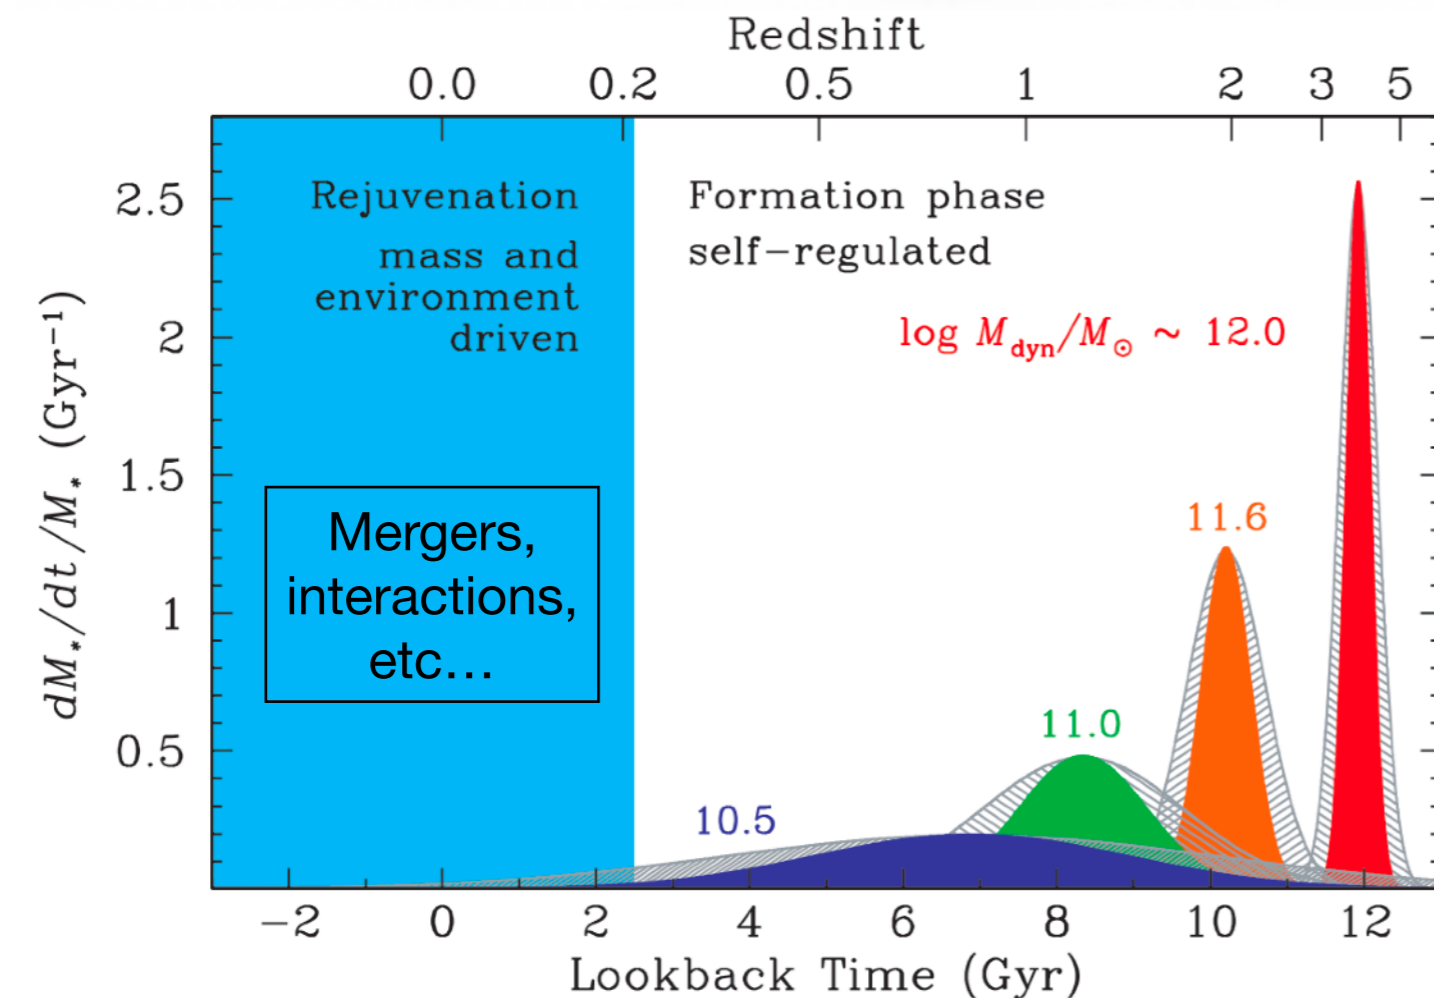 Redshift
0.0 0.2 0.5 1 2 3 5
Rejuvenation
mass and
environment
driven
Formation phase
self−regulated
log M_dyn/M_⊙ ~ 12.0
11.6
11.0
10.5
Mergers,
interactions,
etc…
dM_*/dt/M_* (Gyr⁻¹)
2.5
2
1.5
1
0.5
−2 0 2 4 6 8 10 12
Lookback Time (Gyr)